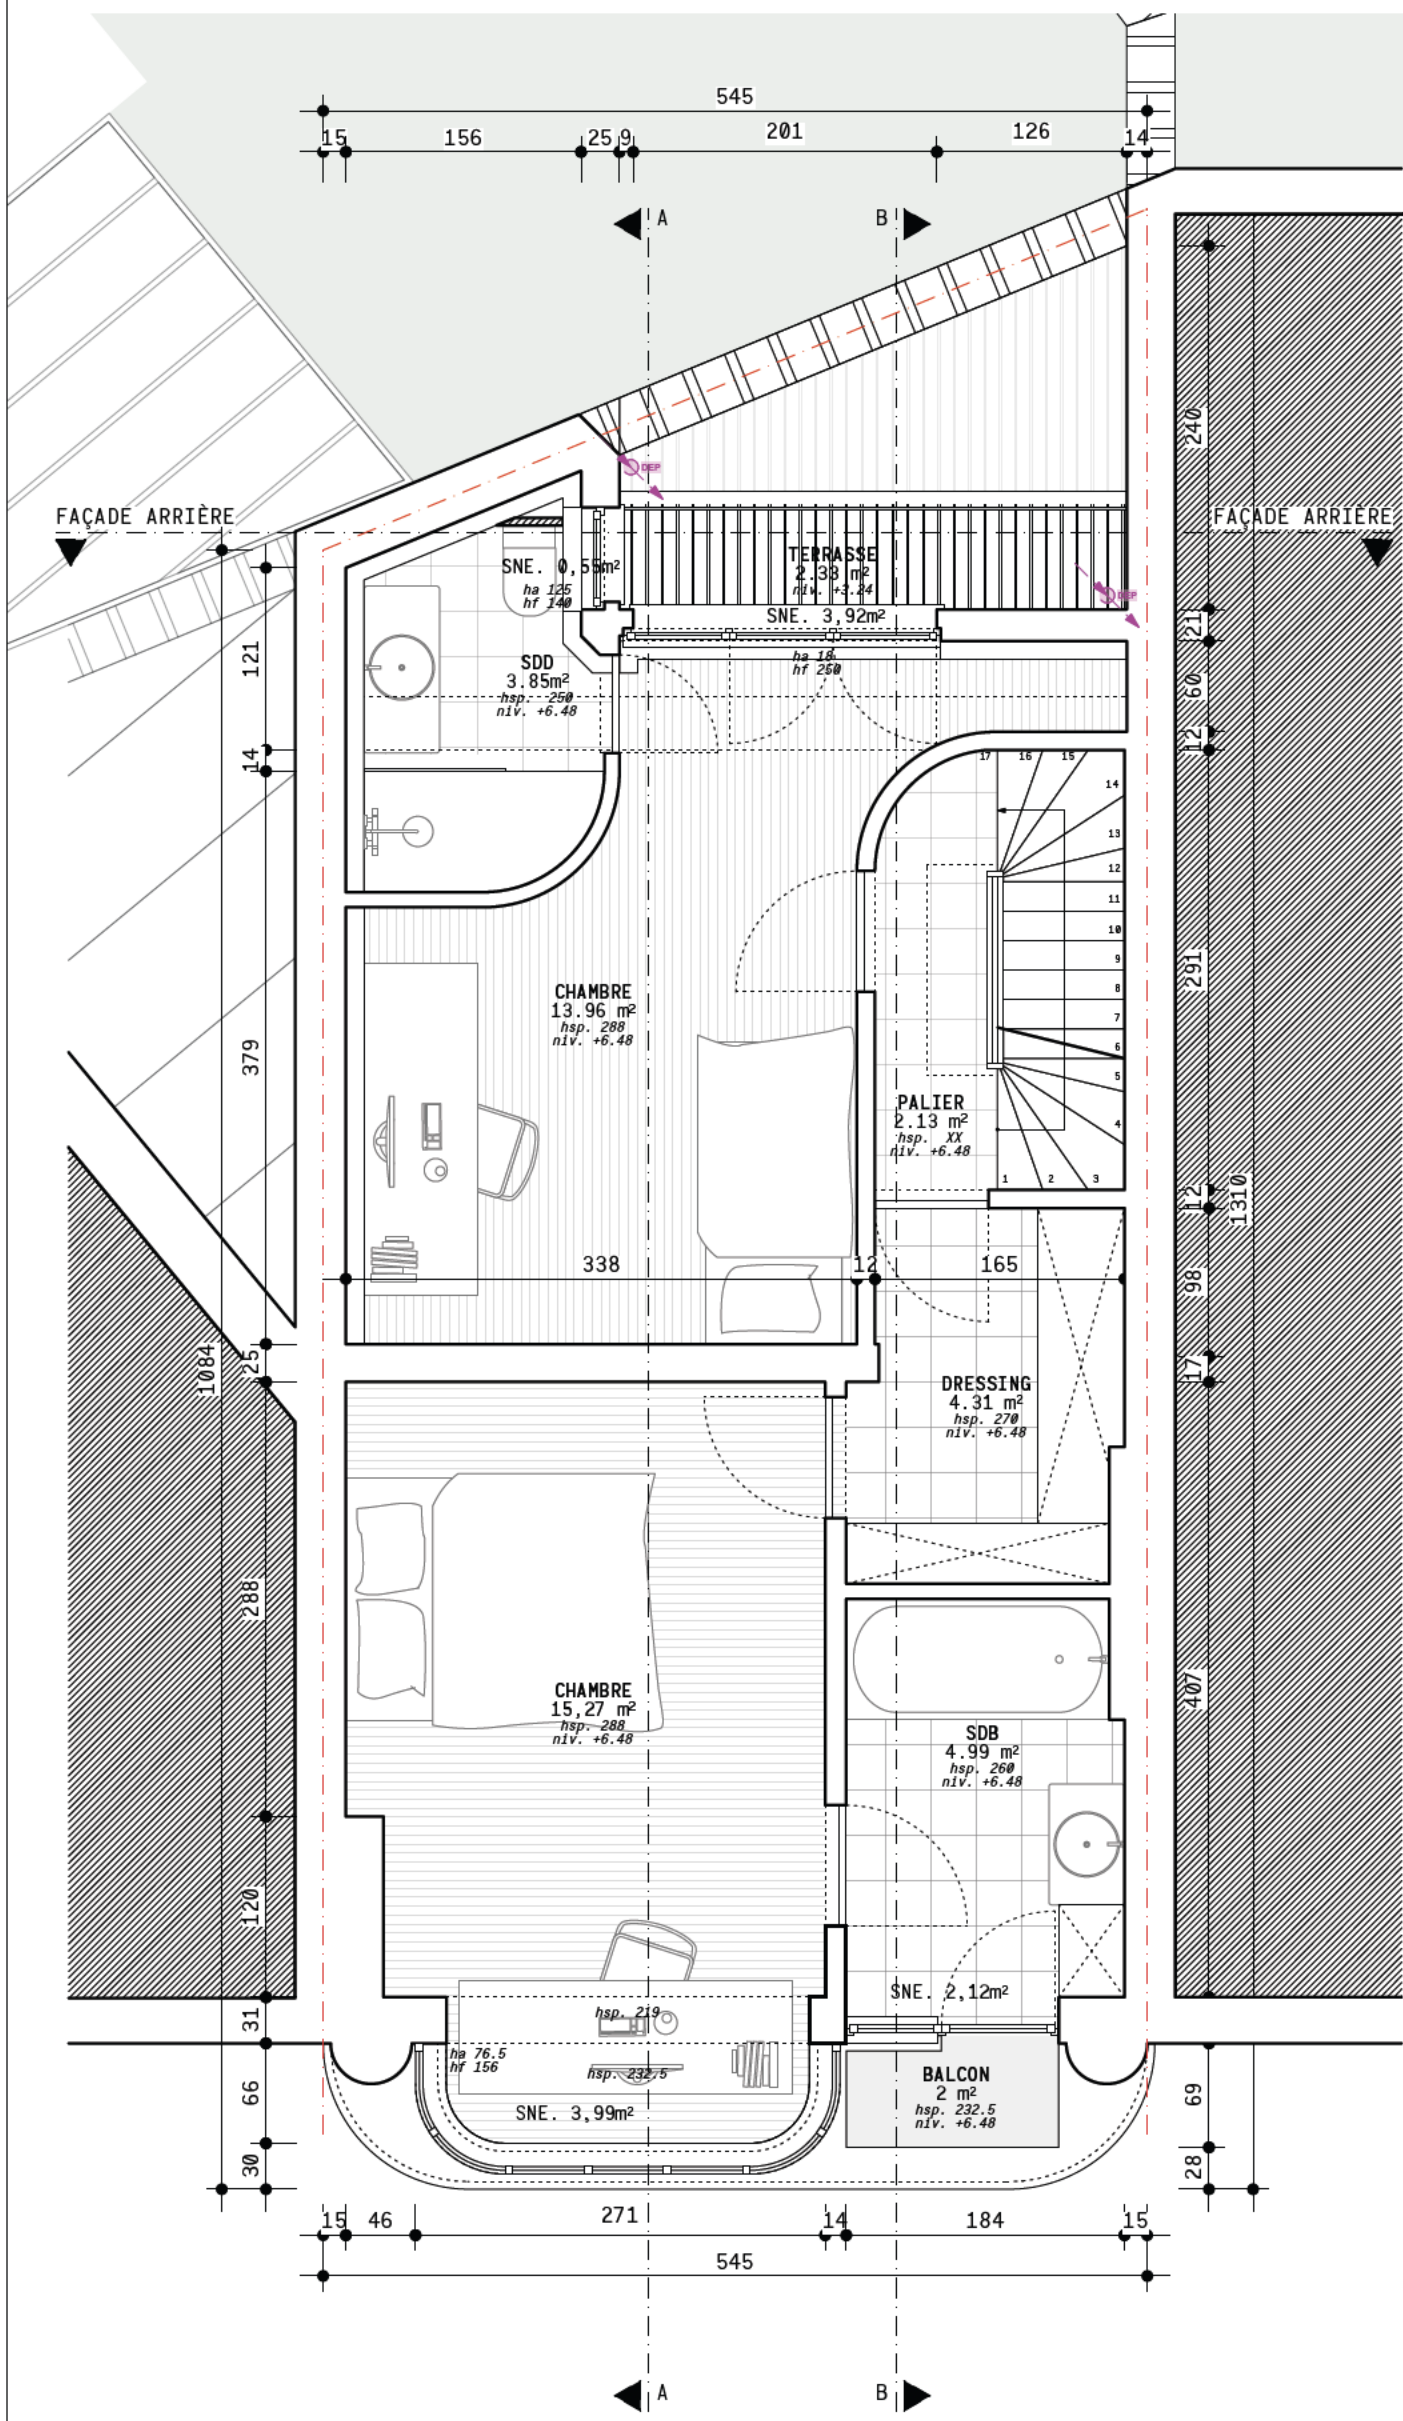 545
15 156 25 9 201 126 14
A B
DEP
FAÇADE ARRIÈRE
FAÇADE ARRIÈRE
SNE. 0,55m²
ha 125
hf 140
TERRASSE
2.33 m²
niv. +3.24
DEP
SNE. 3,92m²
ha 18
hf 250
SDD
3.85m²
hsp. 250
niv. +6.48
17 16 15
14
13
12
11
10
9
8
7
6
5
4
1 2 3
CHAMBRE
13.96 m²
hsp. 288
niv. +6.48
PALIER
2.13 m²
hsp. XX
niv. +6.48
338 12 165
DRESSING
4.31 m²
hsp. 270
niv. +6.48
CHAMBRE
15,27 m²
hsp. 288
niv. +6.48
SDB
4.99 m²
hsp. 260
niv. +6.48
SNE. 2,12m²
hsp. 219
ha 76.5
hf 156
hsp. 232.5
SNE. 3,99m²
BALCON
2 m²
hsp. 232.5
niv. +6.48
121
14
379
25
288
120
31
66
30
1084
240
21
60
12
291
12
98
17
407
69
28
1310
15 46 271 14 184 15
545
A B